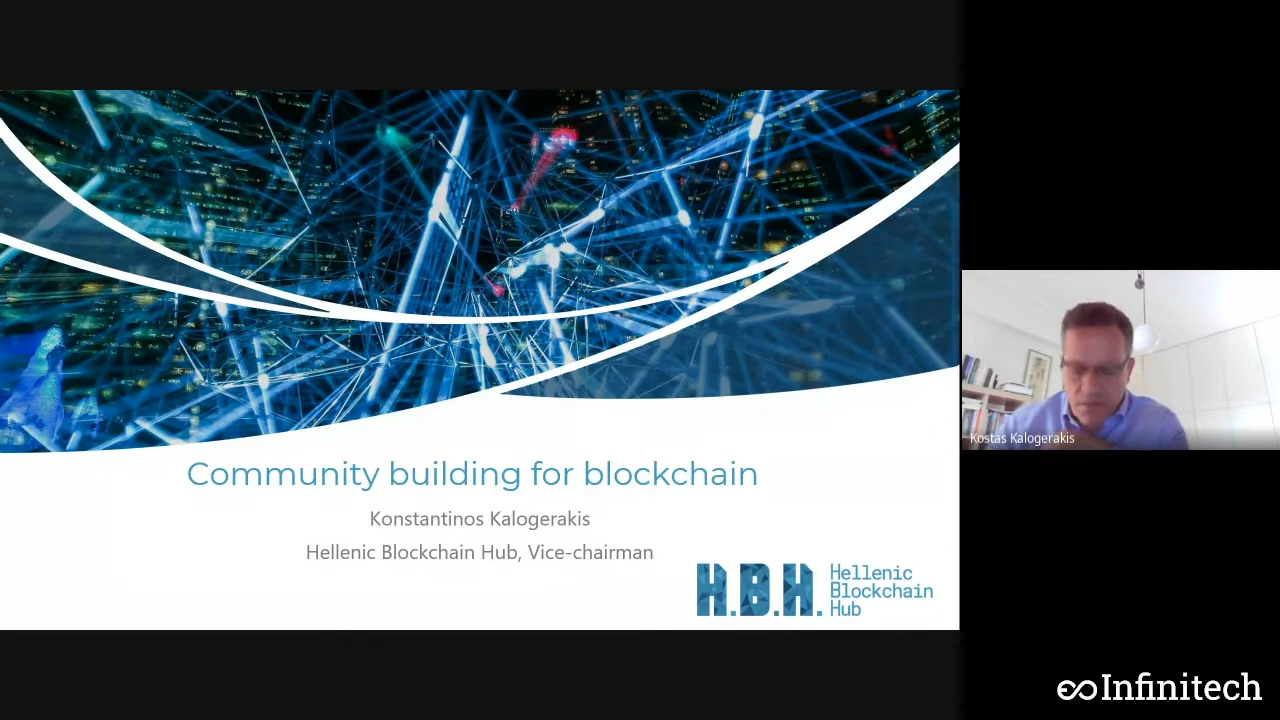 Community building for blockchain
Konstantinos Kalogerakis
Hellenic Blockchain Hub, Vice-chairman
H.B.H. Hellenic
Blockchain
Hub
Kostas Kalogerakis
Infinitech